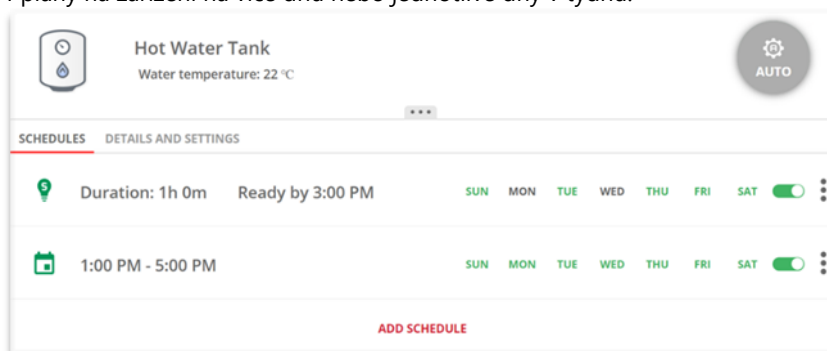 Hot Water Tank
Water temperature: 22 °C
AUTO
SCHEDULES DETAILS AND SETTINGS
Duration: 1h 0m Ready by 3:00 PM SUN MON TUE WED THU FRI SAT
1:00 PM - 5:00 PM SUN MON TUE WED THU FRI SAT
ADD SCHEDULE